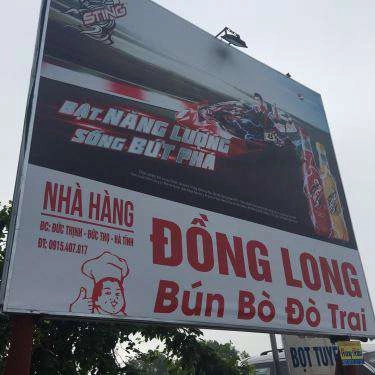 STING
BẬT NĂNG LƯỢNG
SỐNG BỨT PHÁ
NHÀ HÀNG
ĐC: ĐỨC THỊNH - ĐỨC THỌ - HÀ TĨNH
ĐT: 0915.407.617
ĐỒNG LONG
Bún Bò Đò Trai
BỘT